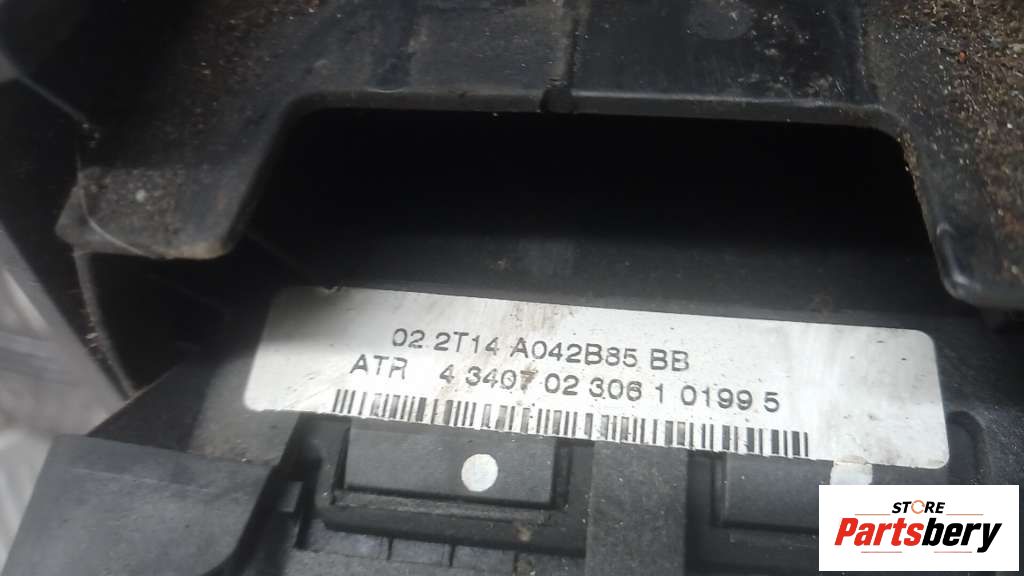 02 2T14 A042B85 BB
ATR 4 3407 02 306 1 0199 5
STORE
Partsbery